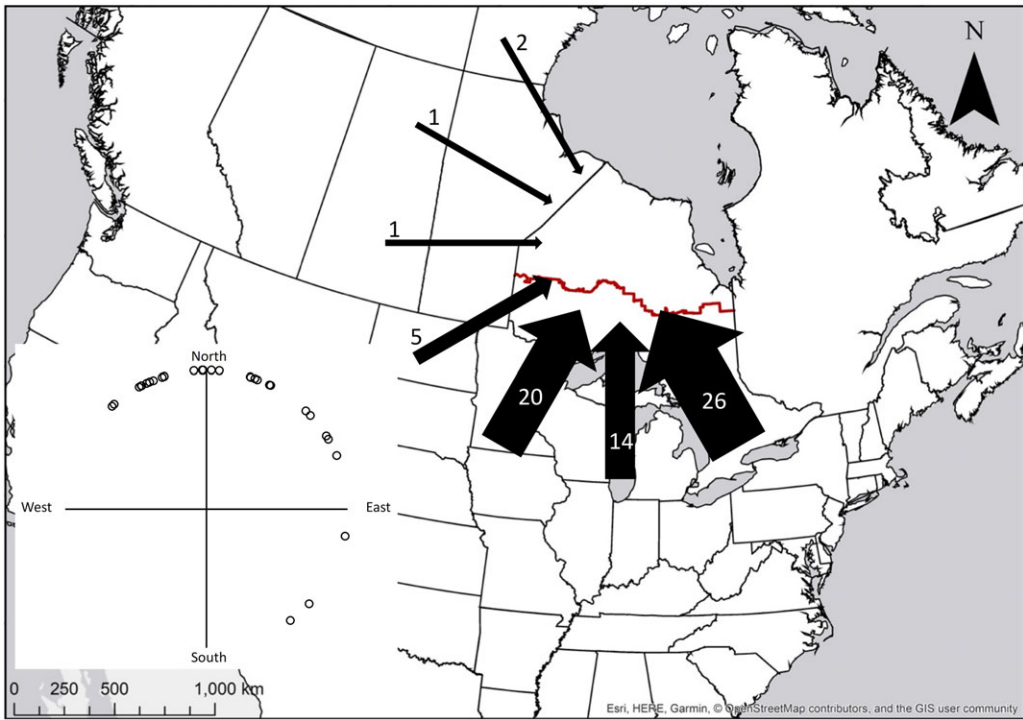 2
N
1
1
5
20
14
26
North
West
East
South
0 250 500 1,000 km
Esri, HERE, Garmin, © OpenStreetMap contributors, and the GIS user community